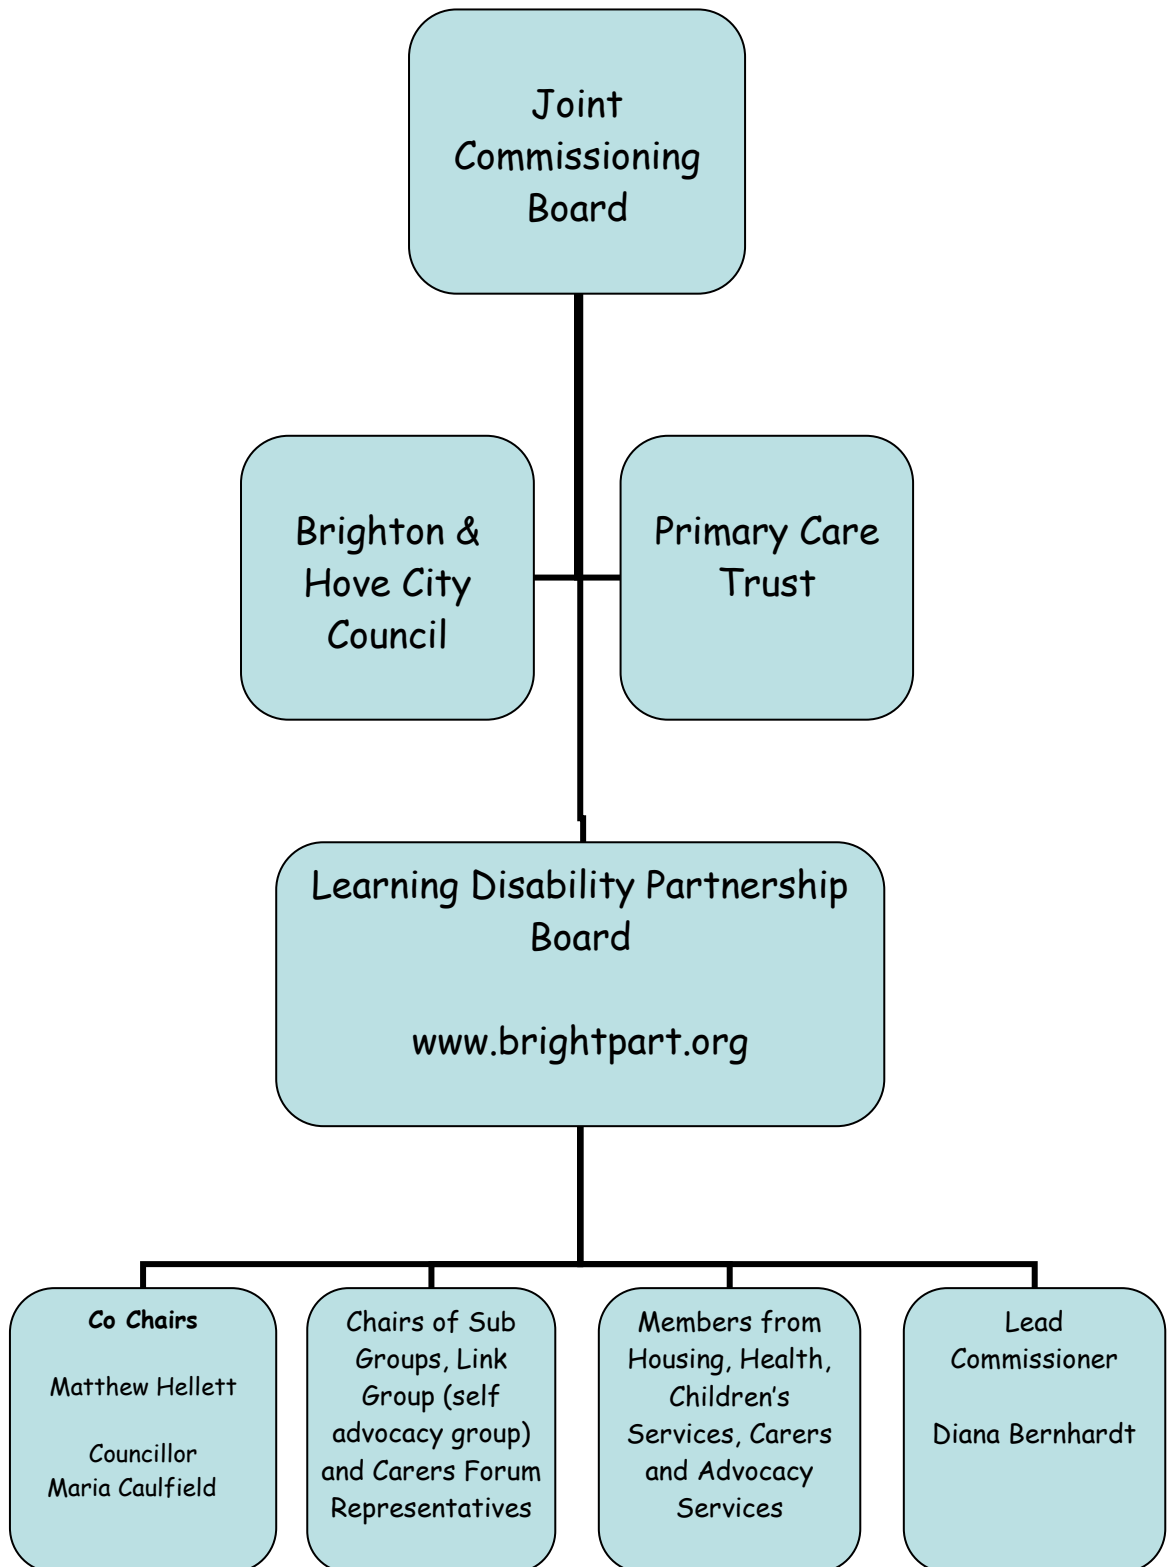 Joint
Commissioning
Board
Brighton &
Hove City
Council
Primary Care
Trust
Learning Disability Partnership
Board
www.brightpart.org
Co Chairs
Matthew Hellett
Councillor
Maria Caulfield
Chairs of Sub
Groups, Link
Group (self
advocacy group)
and Carers Forum
Representatives
Members from
Housing, Health,
Children’s
Services, Carers
and Advocacy
Services
Lead
Commissioner
Diana Bernhardt